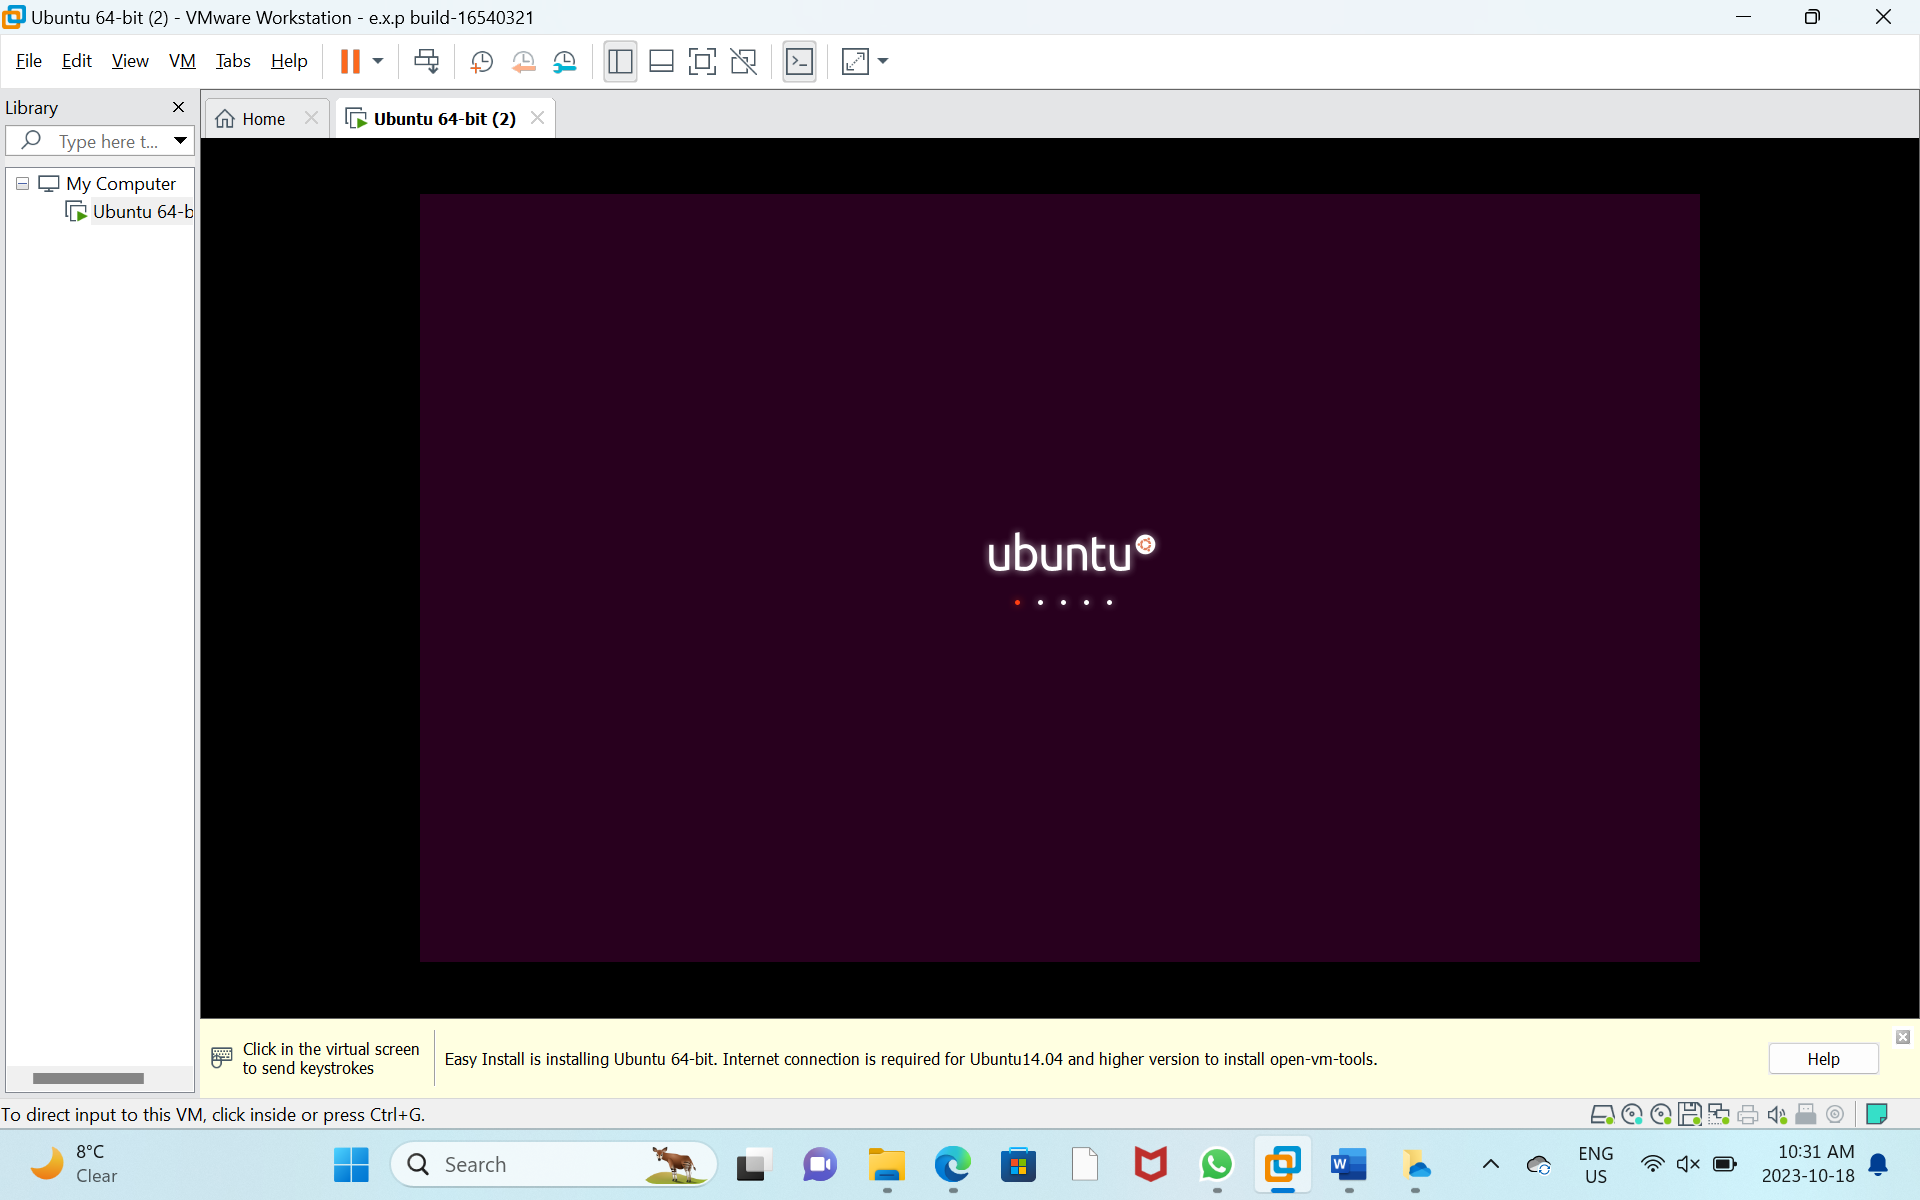 Ubuntu 64-bit (2) - VMware Workstation - e.x.p build-16540321
File Edit View VM Tabs Help
Library
Home
Ubuntu 64-bit (2)
Type here t...
My Computer
Ubuntu 64-b
ubuntu
Click in the virtual screen
to send keystrokes
Easy Install is installing Ubuntu 64-bit. Internet connection is required for Ubuntu14.04 and higher version to install open-vm-tools.
Help
To direct input to this VM, click inside or press Ctrl+G.
8°C
Clear
Search
ENG
US
10:31 AM
2023-10-18